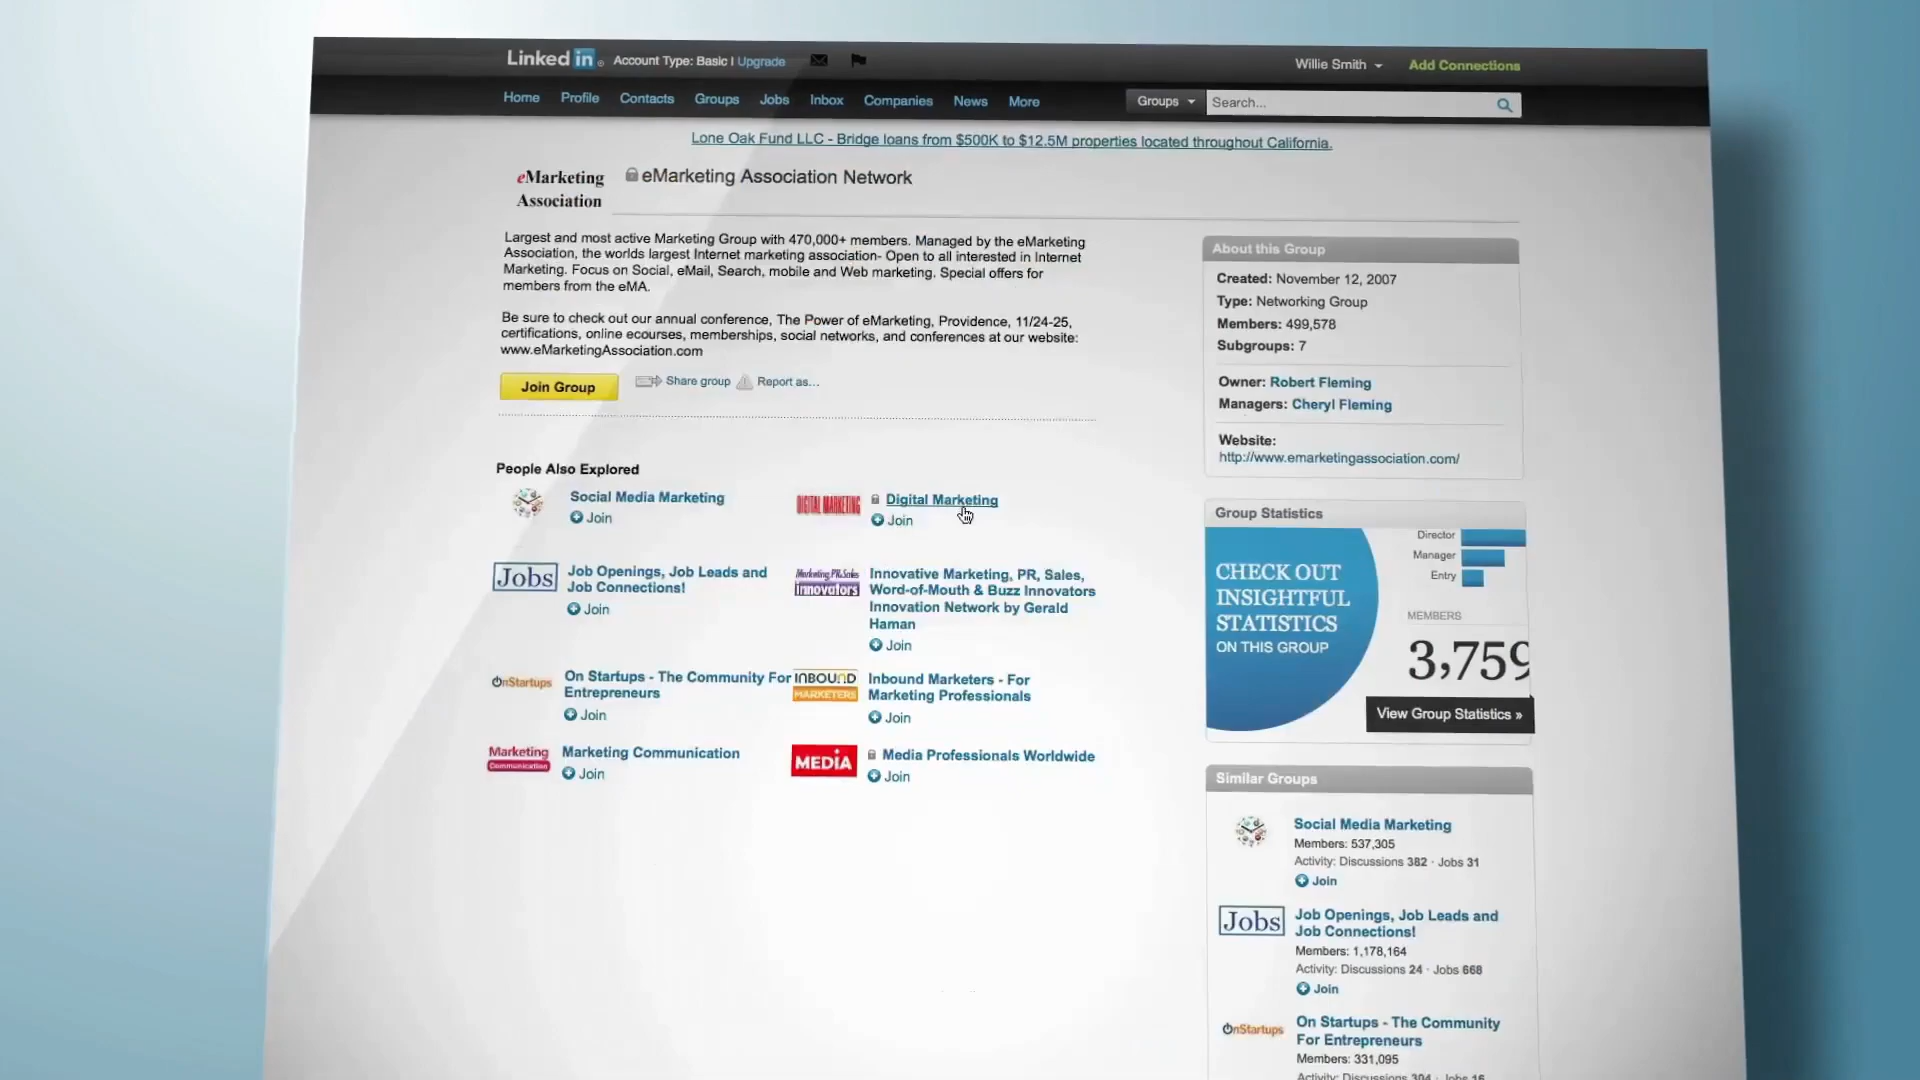 Linked in Account Type: Basic | Upgrade
Willie Smith Add Connections
Home Profile Contacts Groups Jobs Inbox Companies News More
Groups Search...
Lone Oak Fund LLC - Bridge loans from $500K to $12.5M properties located throughout California.
eMarketing
Association
eMarketing Association Network
Largest and most active Marketing Group with 470,000+ members. Managed by the eMarketing
Association, the worlds largest Internet marketing association- Open to all interested in Internet
Marketing. Focus on Social, eMail, Search, mobile and Web marketing. Special offers for
members from the eMA.
Be sure to check out our annual conference, The Power of eMarketing, Providence, 11/24-25,
certifications, online ecourses, memberships, social networks, and conferences at our website:
www.eMarketingAssociation.com
Join Group Share group Report as...
People Also Explored
Social Media Marketing
Join
DIGITAL MARKETING
Digital Marketing
Join
Jobs
Job Openings, Job Leads and
Job Connections!
Join
Marketing, PR, Sales
Innovators
Innovative Marketing, PR, Sales,
Word-of-Mouth & Buzz Innovators
Innovation Network by Gerald
Haman
Join
OnStartups
On Startups - The Community For
Entrepreneurs
Join
INBOUND
MARKETERS
Inbound Marketers - For
Marketing Professionals
Join
Marketing
Communication
Marketing Communication
Join
MEDIA
Media Professionals Worldwide
Join
About this Group
Created: November 12, 2007
Type: Networking Group
Members: 499,578
Subgroups: 7
Owner: Robert Fleming
Managers: Cheryl Fleming
Website:
http://www.emarketingassociation.com/
Group Statistics
CHECK OUT
INSIGHTFUL
STATISTICS
ON THIS GROUP
Director
Manager
Entry
MEMBERS
3,759
View Group Statistics »
Similar Groups
Social Media Marketing
Members: 537,305
Activity: Discussions 382 · Jobs 31
Join
Jobs
Job Openings, Job Leads and
Job Connections!
Members: 1,178,164
Activity: Discussions 24 · Jobs 668
Join
OnStartups
On Startups - The Community
For Entrepreneurs
Members: 331,095
Activity: Discussions 304 · Jobs 16